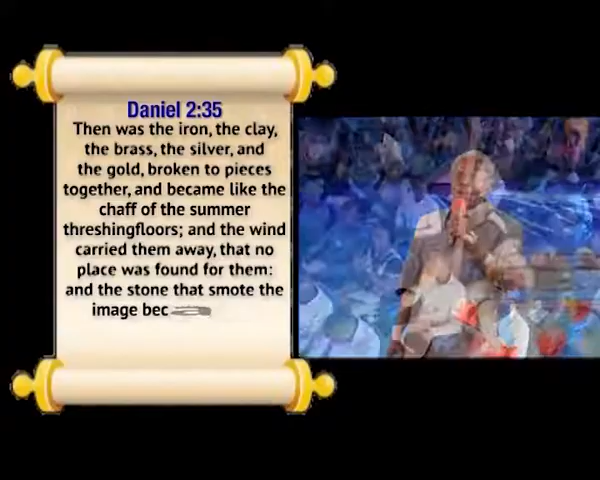 Daniel 2:35
Then was the iron, the clay,
the brass, the silver, and
the gold, broken to pieces
together, and became like the
chaff of the summer
threshingfloors; and the wind
carried them away, that no
place was found for them:
and the stone that smote the
image bec